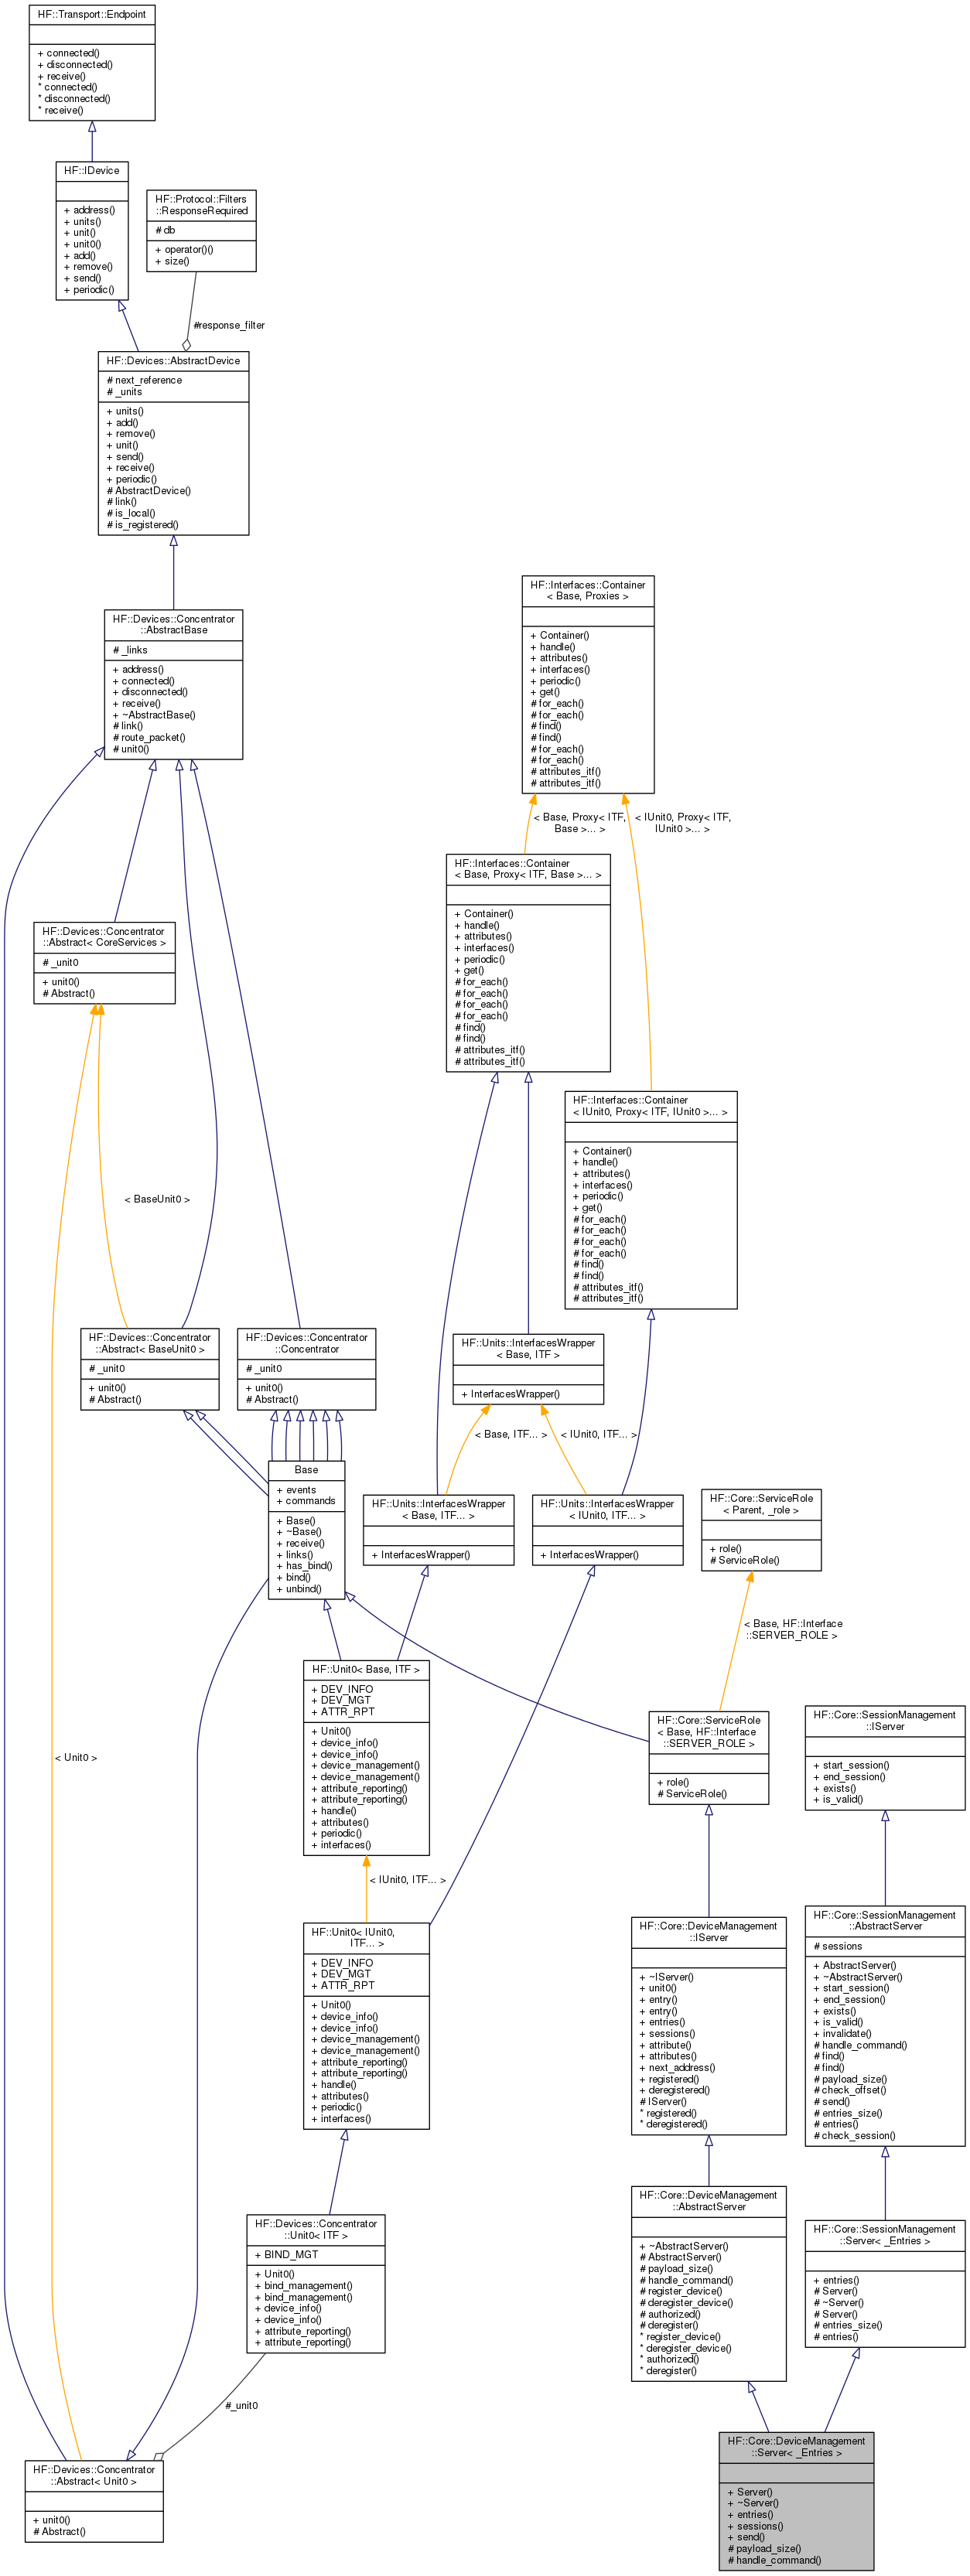 HF::Transport::Endpoint
+ connected()
+ disconnected()
+ receive()
* connected()
* disconnected()
* receive()
HF::IDevice
+ address()
+ units()
+ unit()
+ unit0()
+ add()
+ remove()
+ send()
+ periodic()
HF::Protocol::Filters
::ResponseRequired
# db
+ operator()()
+ size()
#response_filter
HF::Devices::AbstractDevice
# next_reference
# _units
+ units()
+ add()
+ remove()
+ unit()
+ send()
+ receive()
+ periodic()
# AbstractDevice()
# link()
# is_local()
# is_registered()
HF::Devices::Concentrator
::AbstractBase
# _links
+ address()
+ connected()
+ disconnected()
+ receive()
+ ~AbstractBase()
# link()
# route_packet()
# unit0()
HF::Interfaces::Container
< Base, Proxies >
+ Container()
+ handle()
+ attributes()
+ interfaces()
+ periodic()
+ get()
# for_each()
# for_each()
# find()
# find()
# for_each()
# for_each()
# attributes_itf()
# attributes_itf()
< Base, Proxy< ITF,
Base >... >
< IUnit0, Proxy< ITF,
IUnit0 >... >
HF::Interfaces::Container
< Base, Proxy< ITF, Base >... >
+ Container()
+ handle()
+ attributes()
+ interfaces()
+ periodic()
+ get()
# for_each()
# for_each()
# for_each()
# for_each()
# find()
# find()
# attributes_itf()
# attributes_itf()
HF::Devices::Concentrator
::Abstract< CoreServices >
# _unit0
+ unit0()
# Abstract()
HF::Interfaces::Container
< IUnit0, Proxy< ITF, IUnit0 >... >
+ Container()
+ handle()
+ attributes()
+ interfaces()
+ periodic()
+ get()
# for_each()
# for_each()
# for_each()
# for_each()
# find()
# find()
# attributes_itf()
# attributes_itf()
< BaseUnit0 >
HF::Devices::Concentrator
::Abstract< BaseUnit0 >
# _unit0
+ unit0()
# Abstract()
HF::Devices::Concentrator
::Concentrator
# _unit0
+ unit0()
# Abstract()
HF::Units::InterfacesWrapper
< Base, ITF >
+ InterfacesWrapper()
< Base, ITF... >
< IUnit0, ITF... >
Base
+ events
+ commands
+ Base()
+ ~Base()
+ receive()
+ links()
+ has_bind()
+ bind()
+ unbind()
HF::Units::InterfacesWrapper
< Base, ITF... >
+ InterfacesWrapper()
HF::Units::InterfacesWrapper
< IUnit0, ITF... >
+ InterfacesWrapper()
HF::Core::ServiceRole
< Parent, _role >
+ role()
# ServiceRole()
< Base, HF::Interface
::SERVER_ROLE >
HF::Unit0< Base, ITF >
+ DEV_INFO
+ DEV_MGT
+ ATTR_RPT
+ Unit0()
+ device_info()
+ device_info()
+ device_management()
+ device_management()
+ attribute_reporting()
+ attribute_reporting()
+ handle()
+ attributes()
+ periodic()
+ interfaces()
HF::Core::ServiceRole
< Base, HF::Interface
::SERVER_ROLE >
+ role()
# ServiceRole()
HF::Core::SessionManagement
::IServer
+ start_session()
+ end_session()
+ exists()
+ is_valid()
< Unit0 >
< IUnit0, ITF... >
HF::Unit0< IUnit0,
ITF... >
+ DEV_INFO
+ DEV_MGT
+ ATTR_RPT
+ Unit0()
+ device_info()
+ device_info()
+ device_management()
+ device_management()
+ attribute_reporting()
+ attribute_reporting()
+ handle()
+ attributes()
+ periodic()
+ interfaces()
HF::Core::DeviceManagement
::IServer
+ ~IServer()
+ unit0()
+ entry()
+ entry()
+ entries()
+ sessions()
+ attribute()
+ attributes()
+ next_address()
+ registered()
+ deregistered()
# IServer()
* registered()
* deregistered()
HF::Core::SessionManagement
::AbstractServer
# sessions
+ AbstractServer()
+ ~AbstractServer()
+ start_session()
+ end_session()
+ exists()
+ is_valid()
+ invalidate()
# handle_command()
# find()
# find()
# payload_size()
# check_offset()
# send()
# entries_size()
# entries()
# check_session()
HF::Devices::Concentrator
::Unit0< ITF >
+ BIND_MGT
+ Unit0()
+ bind_management()
+ bind_management()
+ device_info()
+ device_info()
+ attribute_reporting()
+ attribute_reporting()
HF::Core::DeviceManagement
::AbstractServer
+ ~AbstractServer()
# AbstractServer()
# payload_size()
# handle_command()
# register_device()
# deregister_device()
# authorized()
# deregister()
* register_device()
* deregister_device()
* authorized()
* deregister()
HF::Core::SessionManagement
::Server< _Entries >
+ entries()
# Server()
# ~Server()
# Server()
# entries_size()
# entries()
#_unit0
HF::Devices::Concentrator
::Abstract< Unit0 >
+ unit0()
# Abstract()
HF::Core::DeviceManagement
::Server< _Entries >
+ Server()
+ ~Server()
+ entries()
+ sessions()
+ send()
# payload_size()
# handle_command()